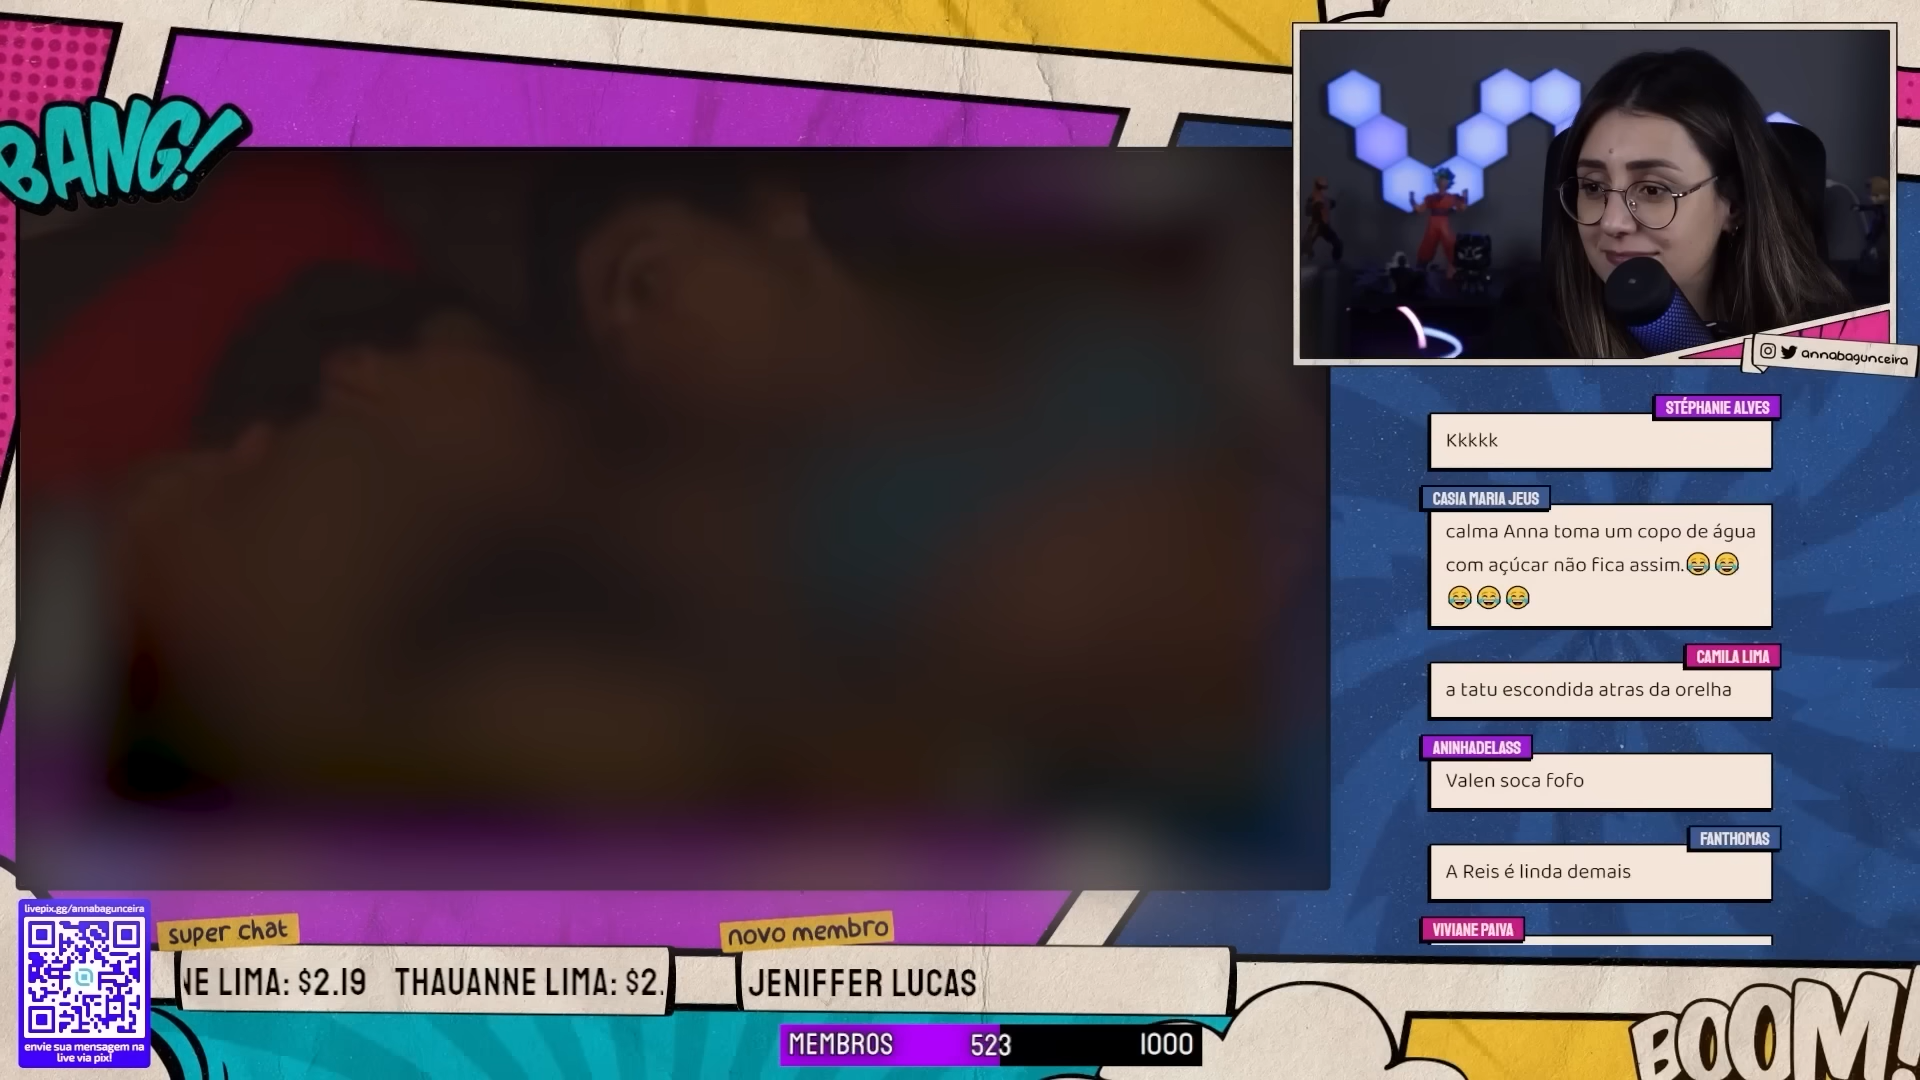 BANG!
annabagunceira
STÉPHANIE ALVES
Kkkkk
CASIA MARIA JEUS
calma Anna toma um copo de água
com açúcar não fica assim.😂😂
😂😂😂
CAMILA LIMA
a tatu escondida atras da orelha
ANINHADELASS
Valen soca fofo
FANTHOMAS
A Reis é linda demais
VIVIANE PAIVA
livepix.gg/annabagunceira
envie sua mensagem na
live via pix!
super chat
NE LIMA: $2.19 THAUANNE LIMA: $2.
novo membro
JENIFFER LUCAS
MEMBROS 523 1000
BOOM!